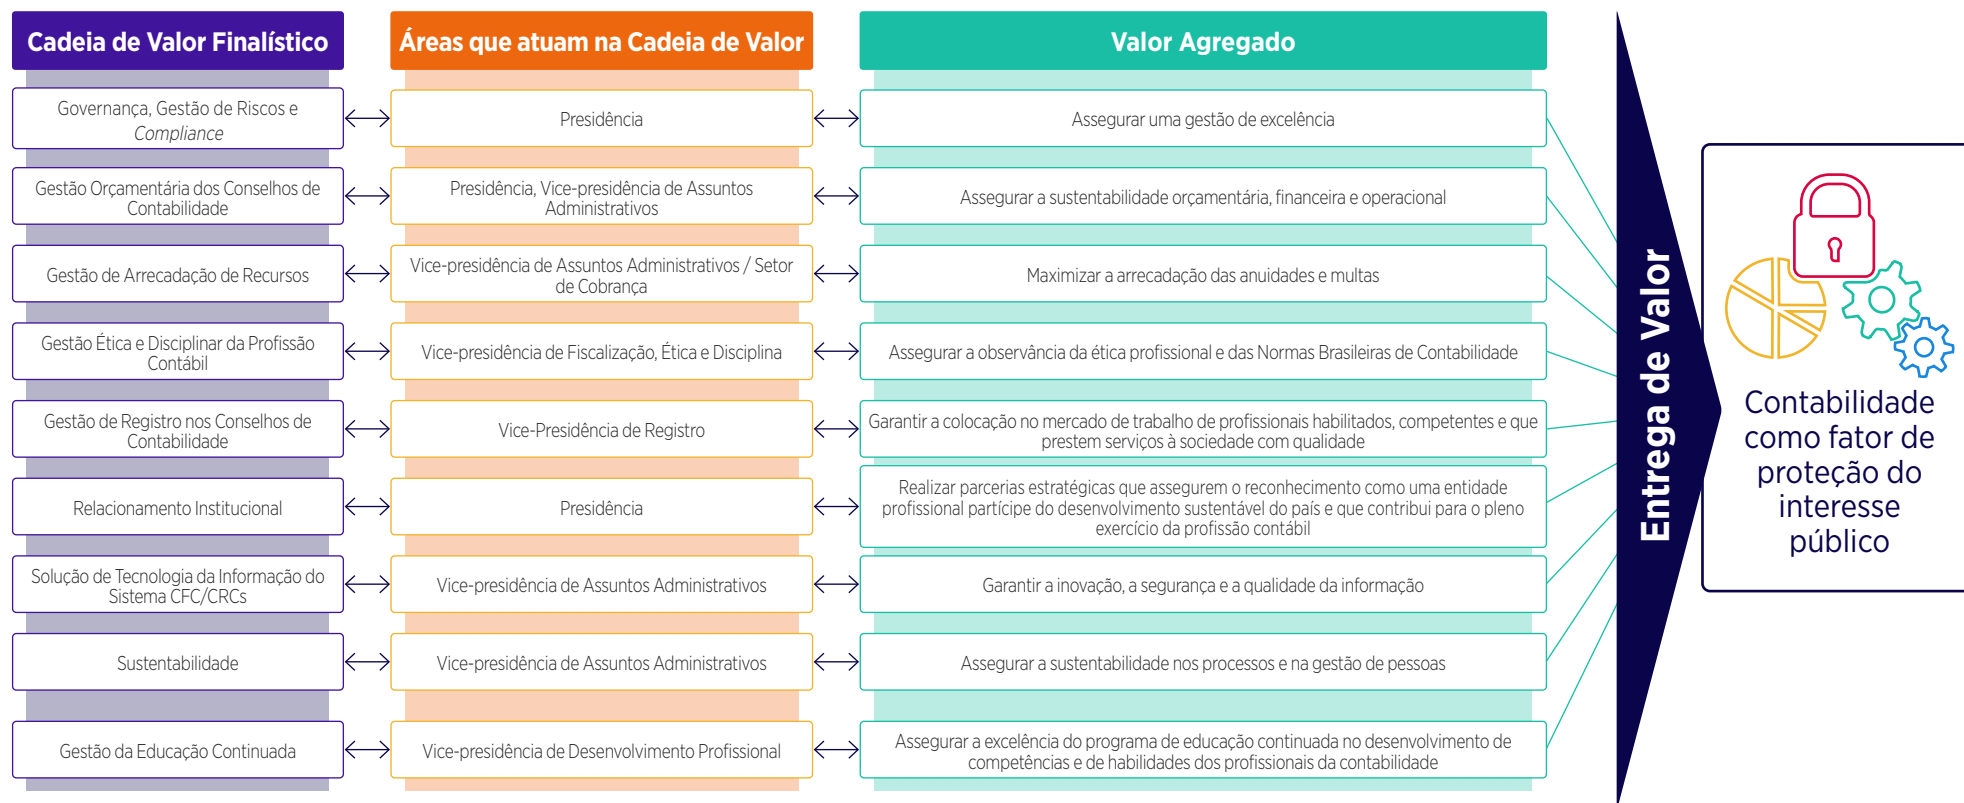 Cadeia de Valor Finalístico
Áreas que atuam na Cadeia de Valor
Valor Agregado
Governança, Gestão de Riscos e
Compliance
Presidência
Assegurar uma gestão de excelência
Gestão Orçamentária dos Conselhos de
Contabilidade
Presidência, Vice-presidência de Assuntos
Administrativos
Assegurar a sustentabilidade orçamentária, financeira e operacional
Gestão de Arrecadação de Recursos
Vice-presidência de Assuntos Administrativos / Setor
de Cobrança
Maximizar a arrecadação das anuidades e multas
Gestão Ética e Disciplinar da Profissão
Contábil
Vice-presidência de Fiscalização, Ética e Disciplina
Assegurar a observância da ética profissional e das Normas Brasileiras de Contabilidade
Gestão de Registro nos Conselhos de
Contabilidade
Vice-Presidência de Registro
Garantir a colocação no mercado de trabalho de profissionais habilitados, competentes e que
prestem serviços à sociedade com qualidade
Relacionamento Institucional
Presidência
Realizar parcerias estratégicas que assegurem o reconhecimento como uma entidade
profissional partícipe do desenvolvimento sustentável do país e que contribui para o pleno
exercício da profissão contábil
Solução de Tecnologia da Informação do
Sistema CFC/CRCs
Vice-presidência de Assuntos Administrativos
Garantir a inovação, a segurança e a qualidade da informação
Sustentabilidade
Vice-presidência de Assuntos Administrativos
Assegurar a sustentabilidade nos processos e na gestão de pessoas
Gestão da Educação Continuada
Vice-presidência de Desenvolvimento Profissional
Assegurar a excelência do programa de educação continuada no desenvolvimento de
competências e de habilidades dos profissionais da contabilidade
Entrega de Valor
Contabilidade
como fator de
proteção do
interesse
público